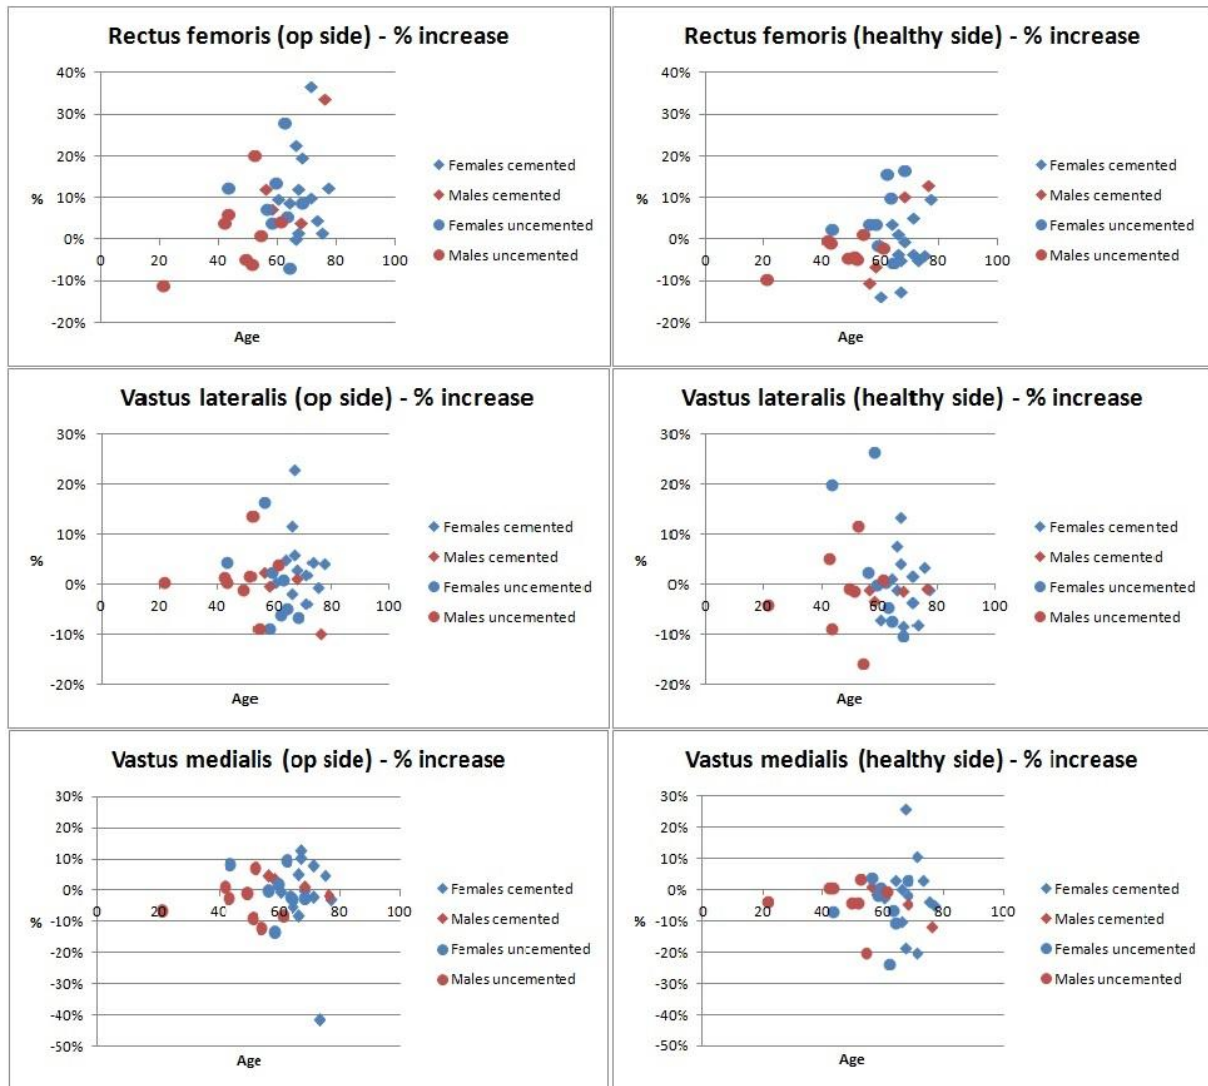 Rectus femoris (op side) - % increase
40%
30%
20%
10%
0%
-10%
-20%
0 20 40 60 80 100
%
Age
Females cemented
Males cemented
Females uncemented
Males uncemented
Rectus femoris (healthy side) - % increase
40%
30%
20%
10%
0%
-10%
-20%
0 20 40 60 80 100
%
Age
Females cemented
Males cemented
Females uncemented
Males uncemented
Vastus lateralis (op side) - % increase
30%
20%
10%
0%
-10%
-20%
0 20 40 60 80 100
%
Age
Females cemented
Males cemented
Females uncemented
Males uncemented
Vastus lateralis (healthy side) - % increase
30%
20%
10%
0%
-10%
-20%
0 20 40 60 80 100
%
Age
Females cemented
Males cemented
Females uncemented
Males uncemented
Vastus medialis (op side) - % increase
30%
20%
10%
0%
-10%
-20%
-30%
-40%
-50%
0 20 40 60 80 100
%
Age
Females cemented
Males cemented
Females uncemented
Males uncemented
Vastus medialis (healthy side) - % increase
30%
20%
10%
0%
-10%
-20%
-30%
-40%
-50%
0 20 40 60 80 100
%
Age
Females cemented
Males cemented
Females uncemented
Males uncemented